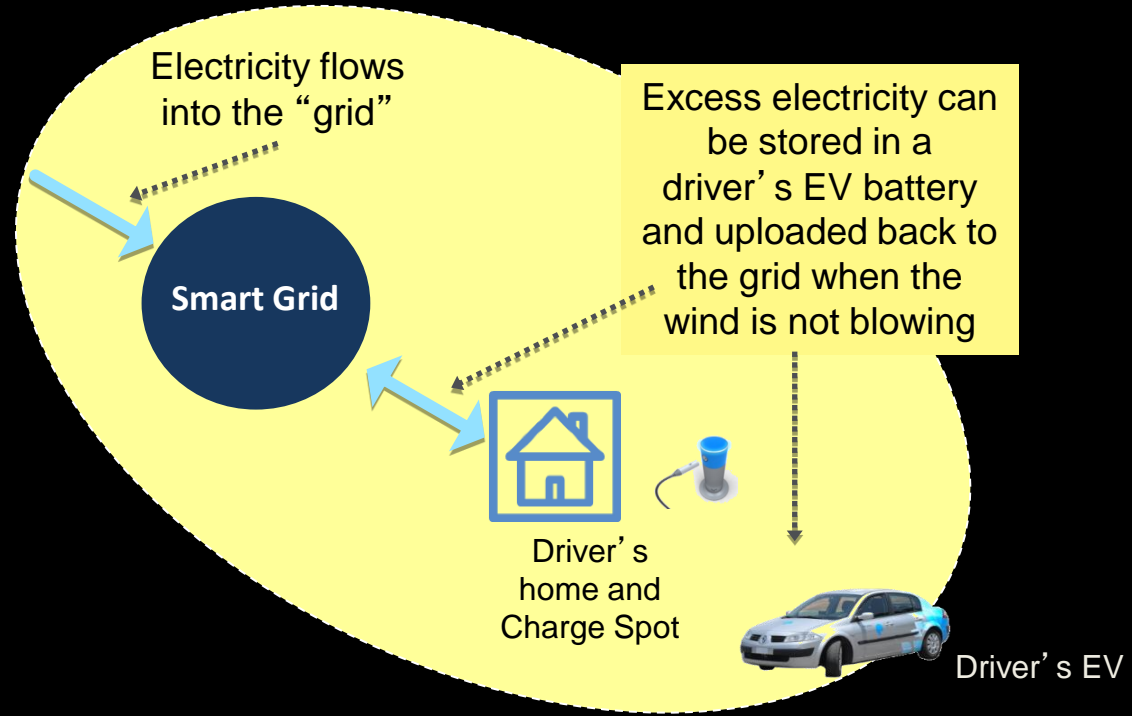 Electricity flows
into the “grid”
Excess electricity can
be stored in a
driver’s EV battery
and uploaded back to
the grid when the
wind is not blowing
Smart Grid
Driver’s
home and
Charge Spot
Driver’s EV